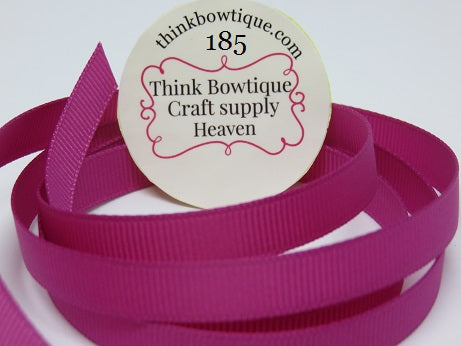 thinkbowtique.com
185
Think Bowtique
Craft supply
Heaven